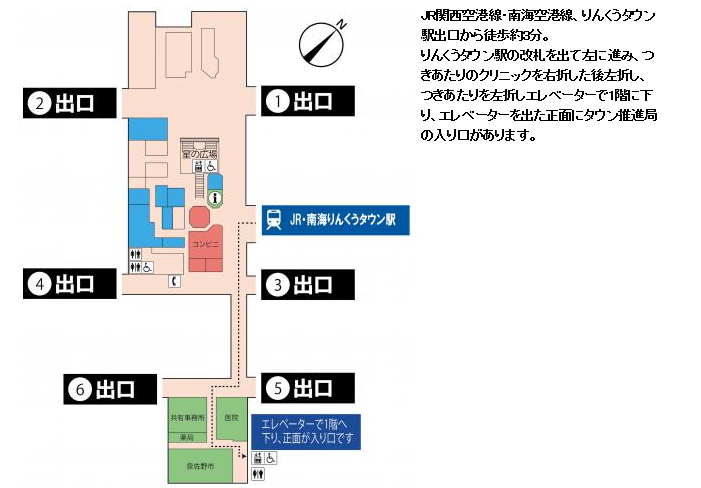 JR関西空港線・南海空港線、りんくうタウン
駅出口から徒歩約3分。
りんくうタウン駅の改札を出て左に進み、つ
きあたりのクリニックを右折した後左折し、
つきあたりを左折しエレベーターで1階に下
り、エレベーターを出た正面にタウン推進局
の入り口があります。
N
② 出口
① 出口
星の広場
i
JR・南海りんくうタウン駅
コンビニ
④ 出口
③ 出口
⑥ 出口
⑤ 出口
共有事務所
医院
薬局
エレベーターで1階へ
下り、正面が入り口です
泉佐野市